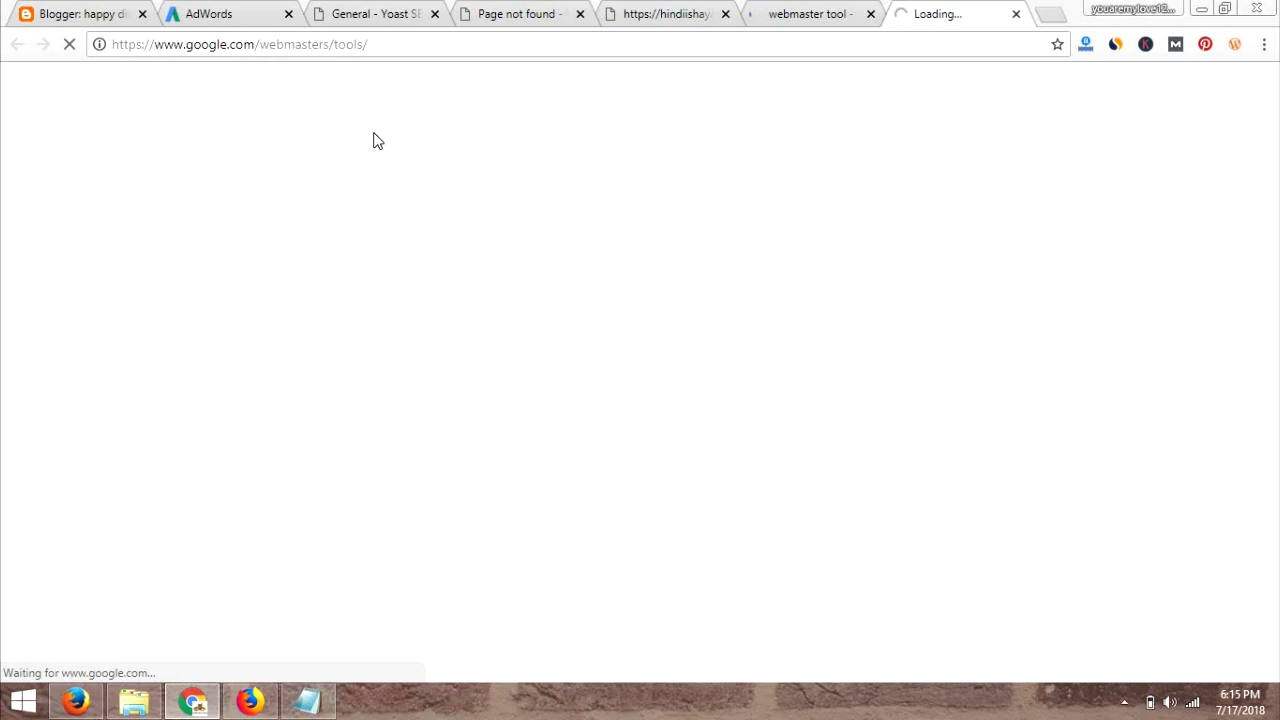 Blogger: happy di
AdWords
General - Yoast SE
Page not found -
https://hindiishay
webmaster tool -
Loading...
youaremylove12...
https://www.google.com/webmasters/tools/
Waiting for www.google.com...
6:15 PM
7/17/2018